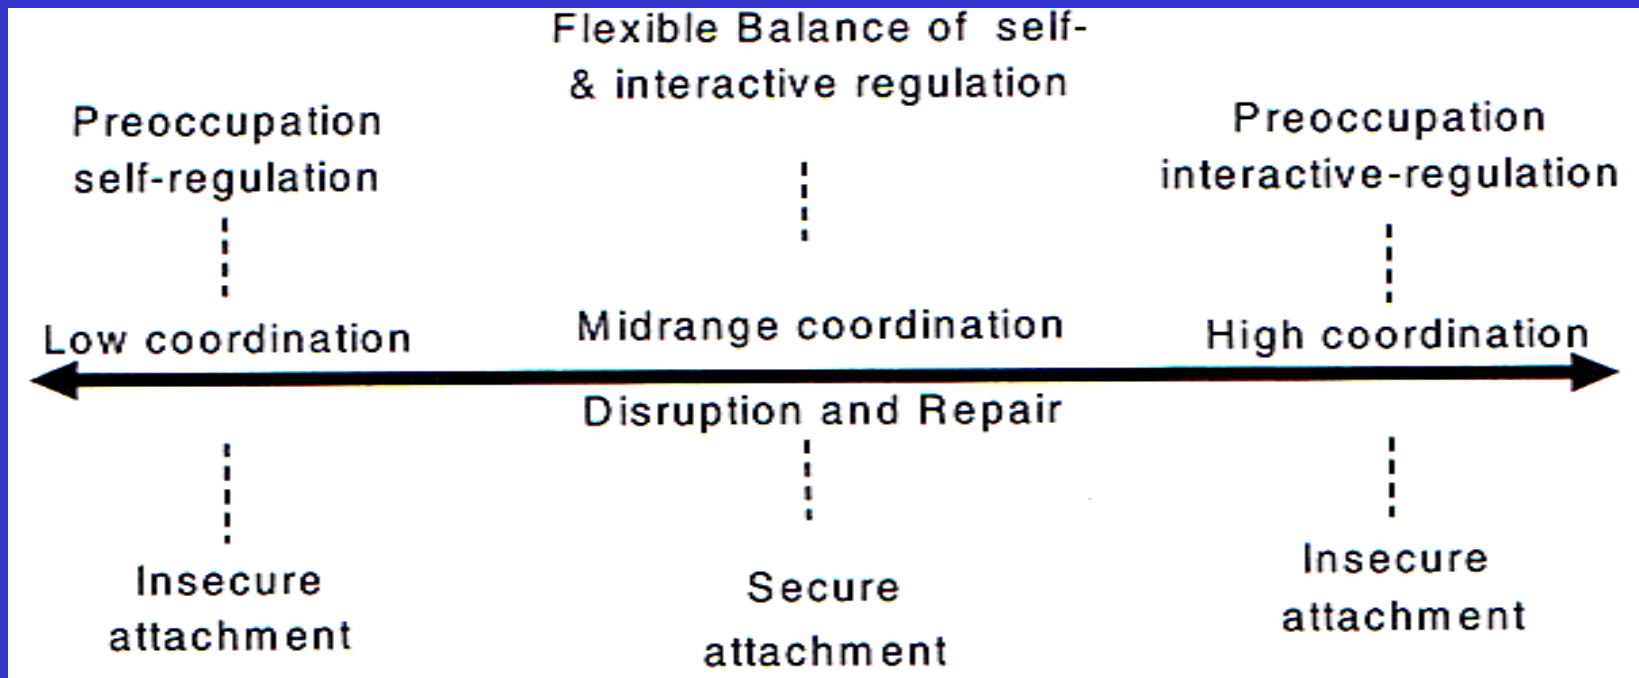 Flexible Balance of self-
& interactive regulation
Preoccupation
self-regulation
Preoccupation
interactive-regulation
Low coordination
Midrange coordination
High coordination
Disruption and Repair
Insecure
attachment
Secure
attachment
Insecure
attachment